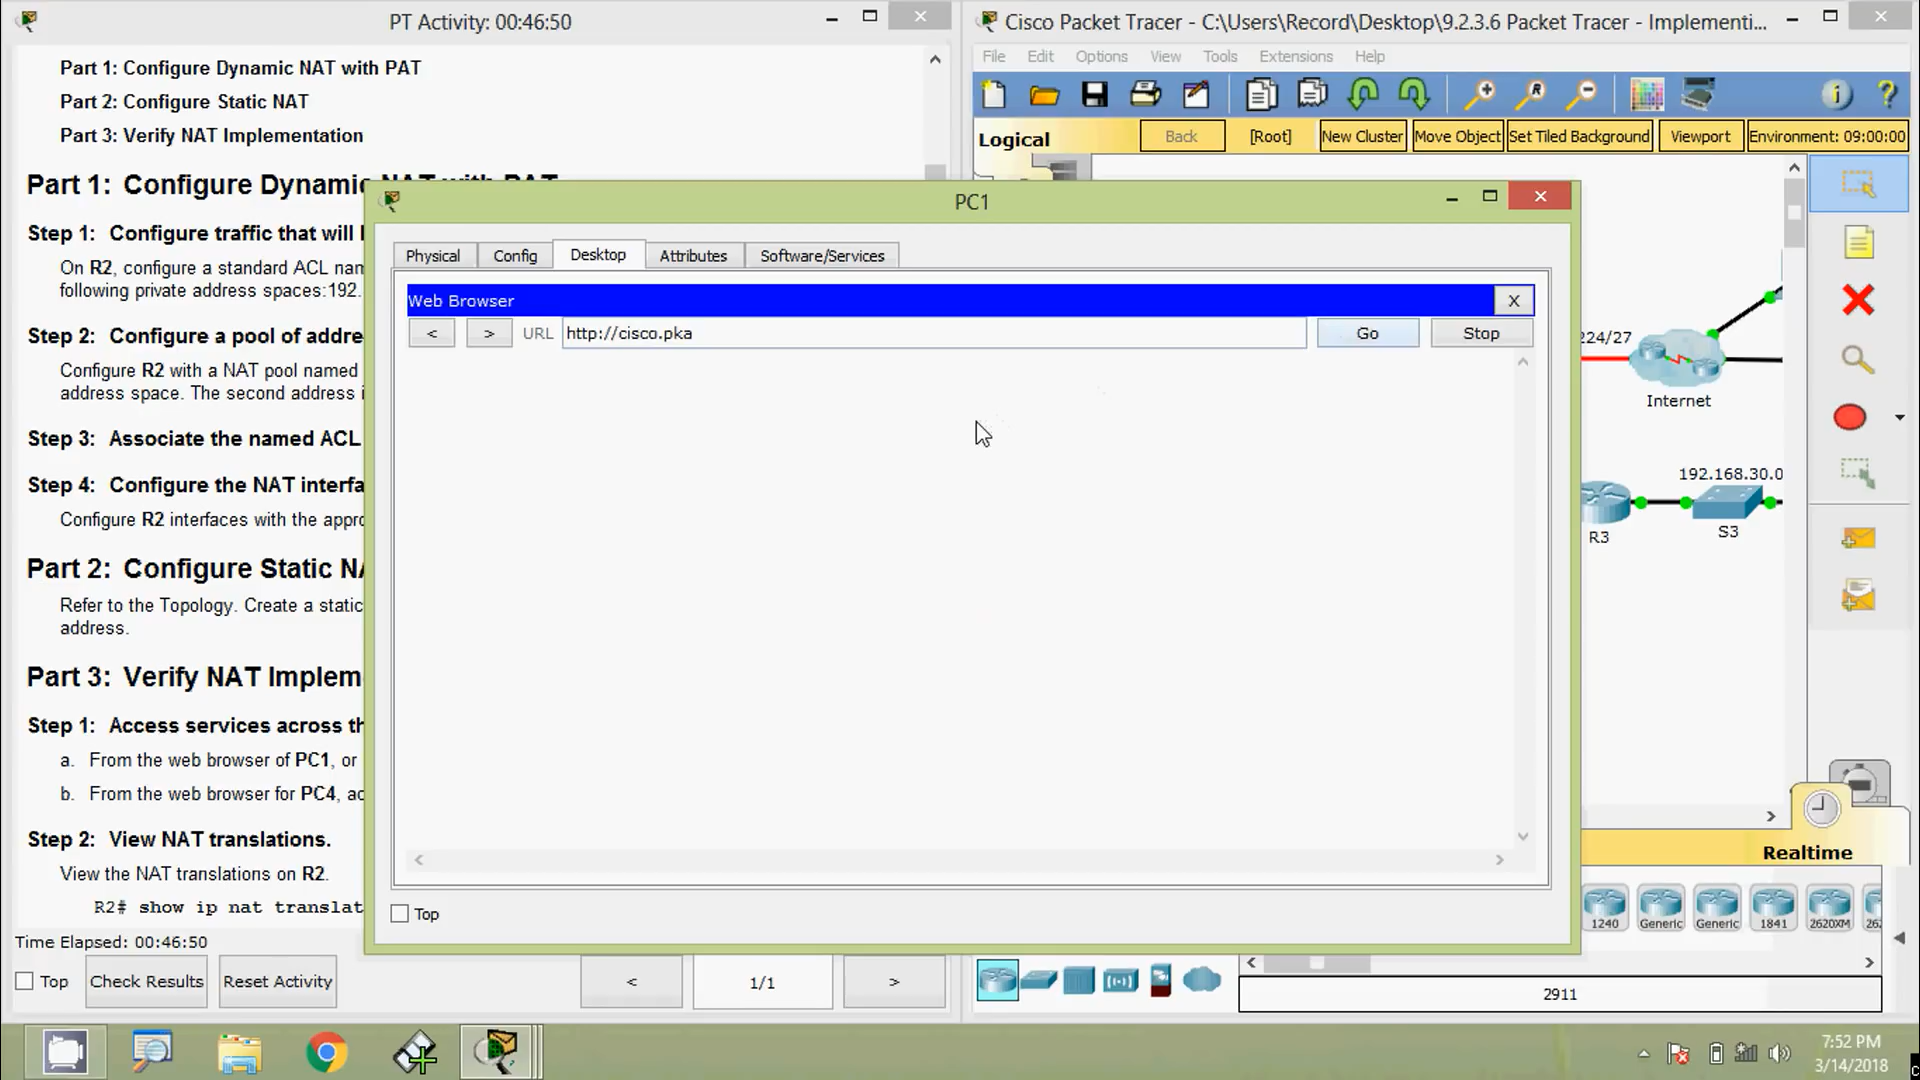 PT Activity: 00:46:50
Part 1: Configure Dynamic NAT with PAT
Part 2: Configure Static NAT
Part 3: Verify NAT Implementation
Part 1: Configure Dynamic NAT with PAT
Step 1: Configure traffic that will
On R2, configure a standard ACL nam
following private address spaces:192.
Step 2: Configure a pool of addre
Configure R2 with a NAT pool named
address space. The second address i
Step 3: Associate the named ACL
Step 4: Configure the NAT interfa
Configure R2 interfaces with the appro
Part 2: Configure Static NA
Refer to the Topology. Create a static
address.
Part 3: Verify NAT Implem
Step 1: Access services across th
a. From the web browser of PC1, or
b. From the web browser for PC4, ac
Step 2: View NAT translations.
View the NAT translations on R2.
R2# show ip nat translat
Time Elapsed: 00:46:50
Top
Check Results
Reset Activity
<
1/1
>
Cisco Packet Tracer - C:\Users\Record\Desktop\9.2.3.6 Packet Tracer - Implementi...
File Edit Options View Tools Extensions Help
Logical
Back
[Root]
New Cluster
Move Object
Set Tiled Background
Viewport
Environment: 09:00:00
PC1
Physical
Config
Desktop
Attributes
Software/Services
Web Browser
X
<
>
URL
http://cisco.pka
Go
Stop
Top
224/27
Internet
192.168.30.0
R3
S3
Realtime
1240
Generic
Generic
1841
2620XM
262
2911
7:52 PM
3/14/2018